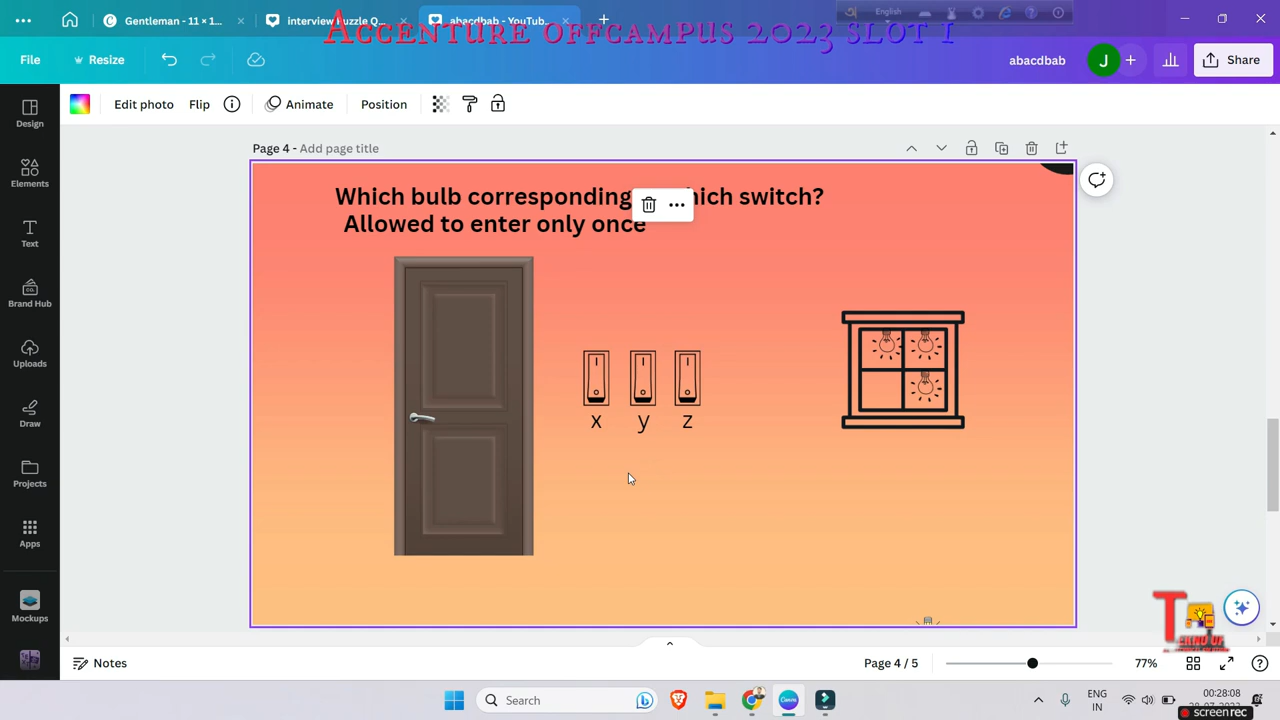 Gentleman - 11 × 1...
interview Puzzle Q...
abacdbab - YouTub...
English
Accenture offcampus 2023 slot 1
File
Resize
abacdbab
J
Share
Edit photo
Flip
Animate
Position
Design
Elements
Text
Brand Hub
Uploads
Draw
Projects
Apps
Mockups
Page 4 - Add page title
Which bulb corresponding which switch?
Allowed to enter only once
x y z
Notes
Page 4 / 5
77%
Search
ENG
IN
00:28:08
screenrec